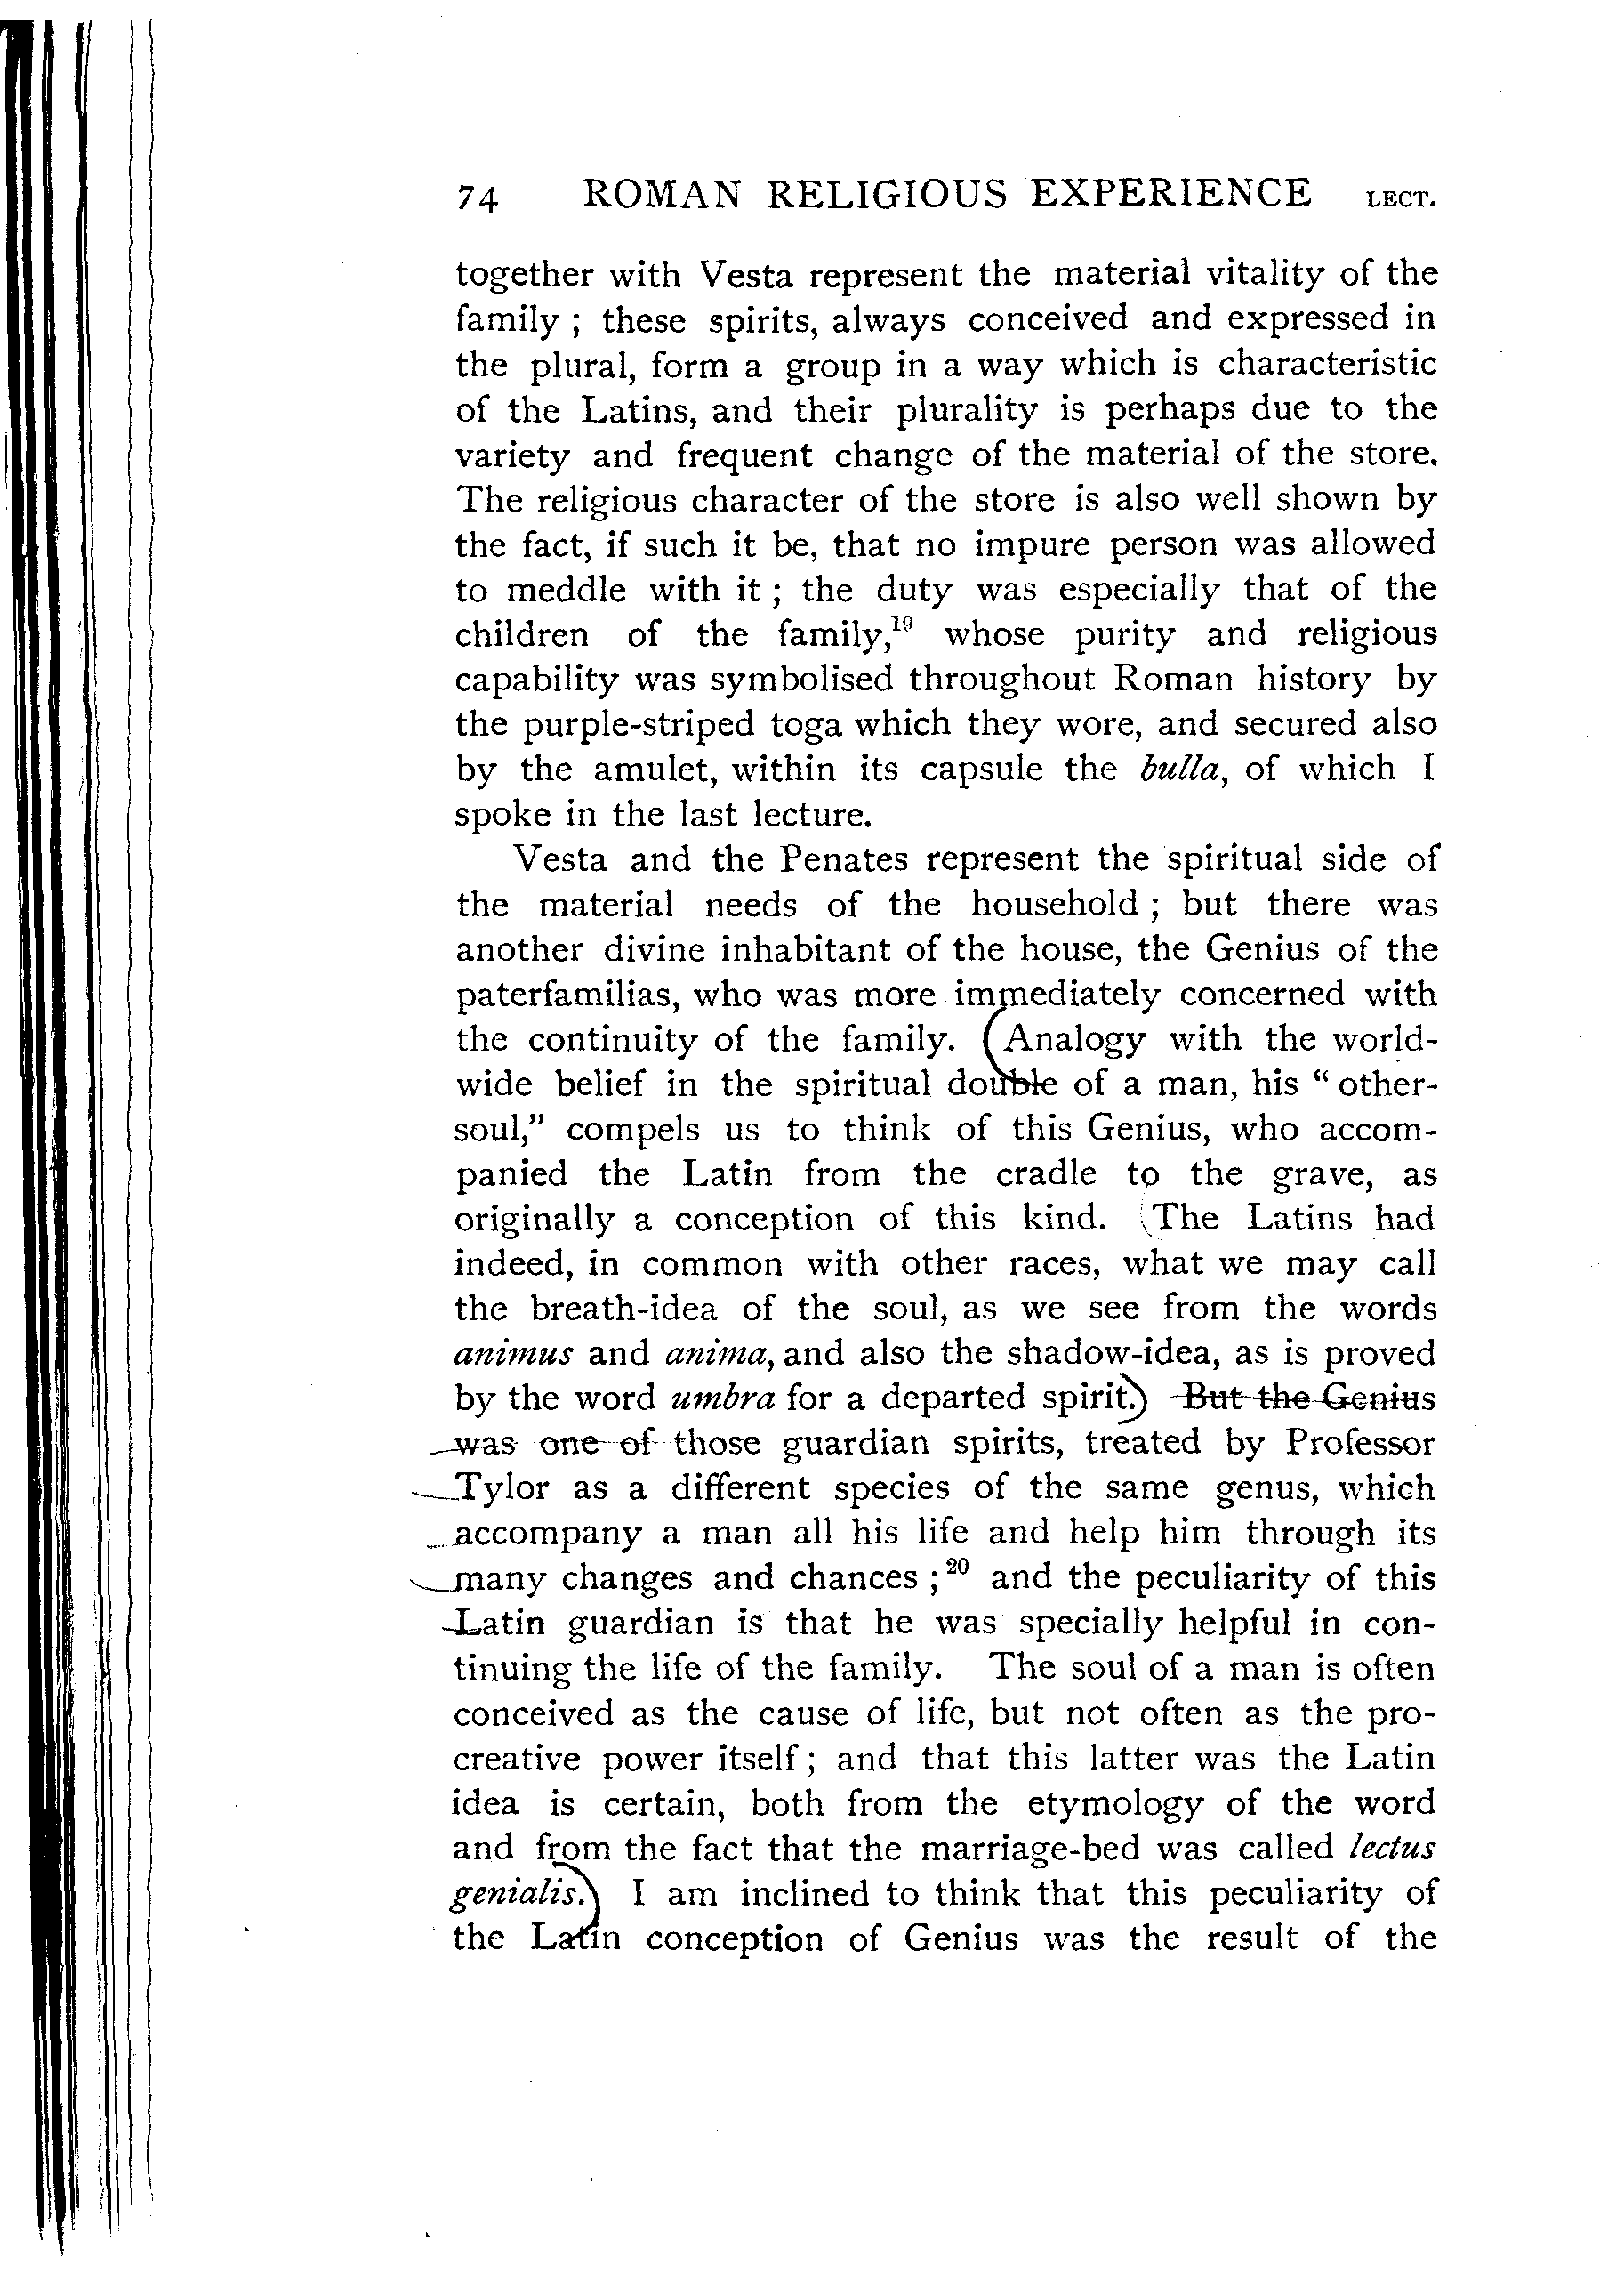 74 ROMAN RELIGIOUS EXPERIENCE LECT.
together with Vesta represent the material vitality of the
family ; these spirits, always conceived and expressed in
the plural, form a group in a way which is characteristic
of the Latins, and their plurality is perhaps due to the
variety and frequent change of the material of the store.
The religious character of the store is also well shown by
the fact, if such it be, that no impure person was allowed
to meddle with it ; the duty was especially that of the
children of the family,¹⁹ whose purity and religious
capability was symbolised throughout Roman history by
the purple-striped toga which they wore, and secured also
by the amulet, within its capsule the bulla, of which I
spoke in the last lecture.
Vesta and the Penates represent the spiritual side of
the material needs of the household ; but there was
another divine inhabitant of the house, the Genius of the
paterfamilias, who was more immediately concerned with
the continuity of the family. (Analogy with the world-
wide belief in the spiritual double of a man, his “ other-
soul,” compels us to think of this Genius, who accom-
panied the Latin from the cradle to the grave, as
originally a conception of this kind. (The Latins had
indeed, in common with other races, what we may call
the breath-idea of the soul, as we see from the words
animus and anima, and also the shadow-idea, as is proved
by the word umbra for a departed spirit.) But the Genius
was one of those guardian spirits, treated by Professor
Tylor as a different species of the same genus, which
accompany a man all his life and help him through its
many changes and chances ;²⁰ and the peculiarity of this
Latin guardian is that he was specially helpful in con-
tinuing the life of the family. The soul of a man is often
conceived as the cause of life, but not often as the pro-
creative power itself ; and that this latter was the Latin
idea is certain, both from the etymology of the word
and from the fact that the marriage-bed was called lectus
genialis.) I am inclined to think that this peculiarity of
the Latin conception of Genius was the result of the